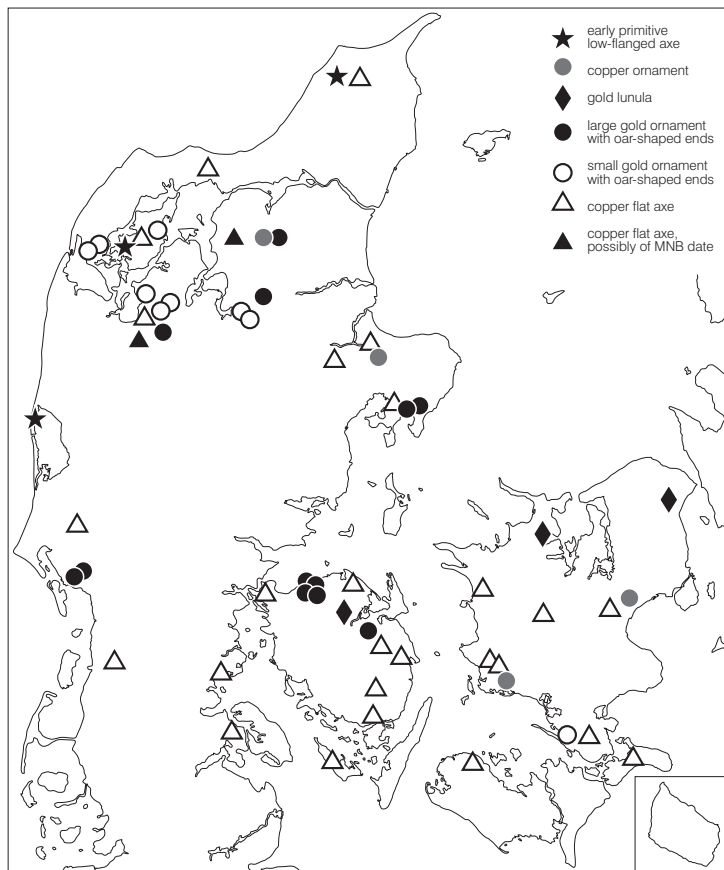 early primitive
low-flanged axe
copper ornament
gold lunula
large gold ornament
with oar-shaped ends
small gold ornament
with oar-shaped ends
copper flat axe
copper flat axe,
possibly of MNB date